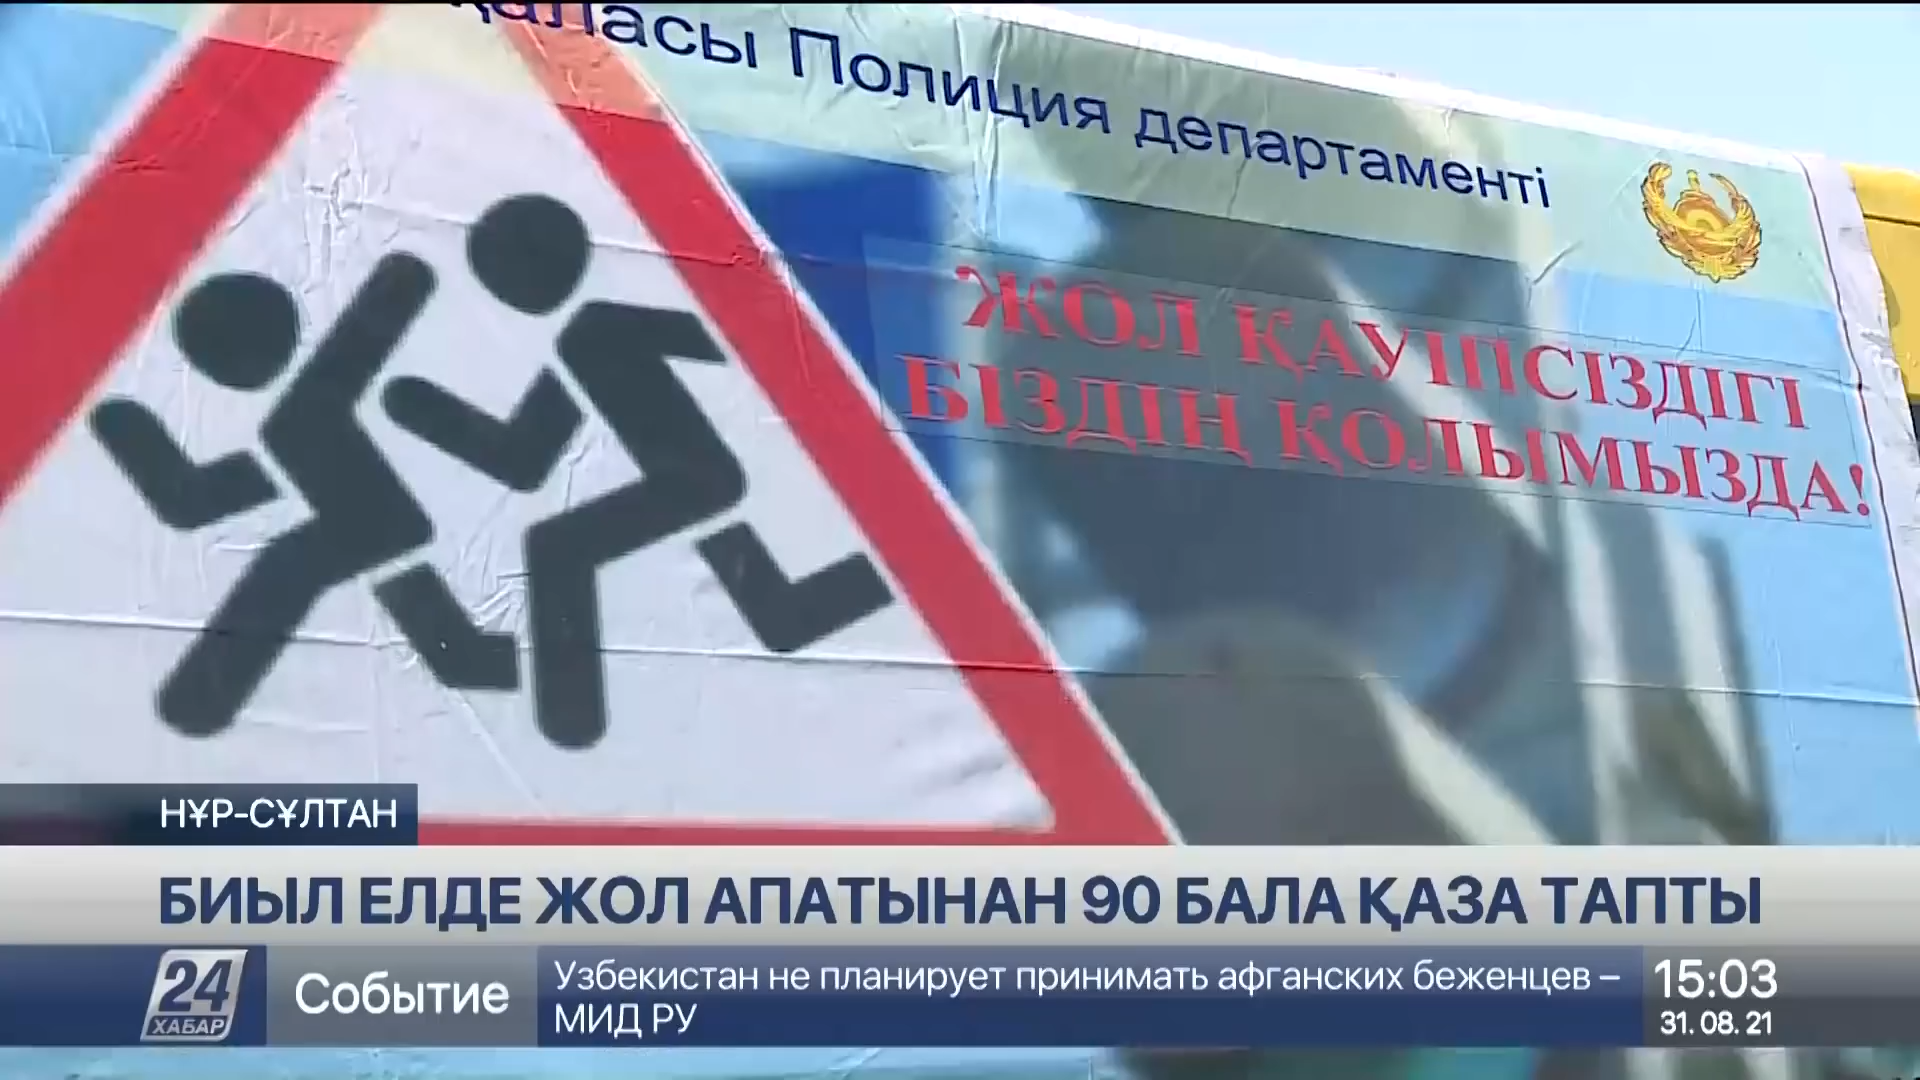 қаласы Полиция департаменті
ЖОЛ ҚАУІПСІЗДІГІ
БІЗДІҢ ҚОЛЫМЫЗДА!
НҰР-СҰЛТАН
БИЫЛ ЕЛДЕ ЖОЛ АПАТЫНАН 90 БАЛА ҚАЗА ТАПТЫ
24
ХАБАР
Событие
Узбекистан не планирует принимать афганских беженцев –
МИД РУ
15:03
31.08.21